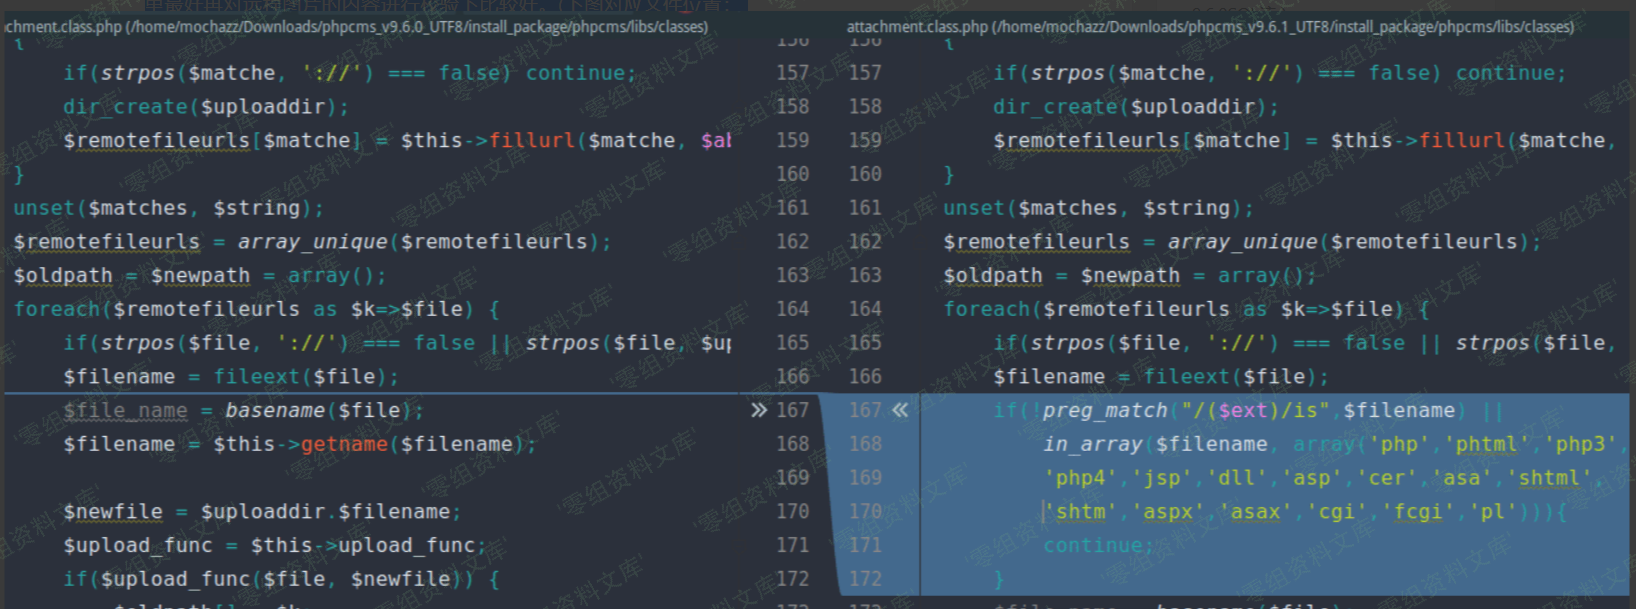 chment.class.php (/home/mochazz/Downloads/phpcms_v9.6.0_UTF8/install_package/phpcms/libs/classes)
{
157 if(strpos($matche, '://') === false) continue;
158 dir_create($uploaddir);
159 $remotefileurls[$matche] = $this->fillurl($matche, $ab
160 }
161 unset($matches, $string);
162 $remotefileurls = array_unique($remotefileurls);
163 $oldpath = $newpath = array();
164 foreach($remotefileurls as $k=>$file) {
165 if(strpos($file, '://') === false || strpos($file, $up
166 $filename = fileext($file);
167 $file_name = basename($file);
168 $filename = $this->getname($filename);
169
170 $newfile = $uploaddir.$filename;
171 $upload_func = $this->upload_func;
172 if($upload_func($file, $newfile)) {
attachment.class.php (/home/mochazz/Downloads/phpcms_v9.6.1_UTF8/install_package/phpcms/libs/classes)
156 {
157 if(strpos($matche, '://') === false) continue;
158 dir_create($uploaddir);
159 $remotefileurls[$matche] = $this->fillurl($matche,
160 }
161 unset($matches, $string);
162 $remotefileurls = array_unique($remotefileurls);
163 $oldpath = $newpath = array();
164 foreach($remotefileurls as $k=>$file) {
165 if(strpos($file, '://') === false || strpos($file,
166 $filename = fileext($file);
167 if(!preg_match("/($ext)/is",$filename) ||
168 in_array($filename, array('php','phtml','php3',
169 'php4','jsp','dll','asp','cer','asa','shtml',
170 'shtm','aspx','asax','cgi','fcgi','pl'))){
171 continue;
172 }
$file_name = basename($file);
零组资料文库